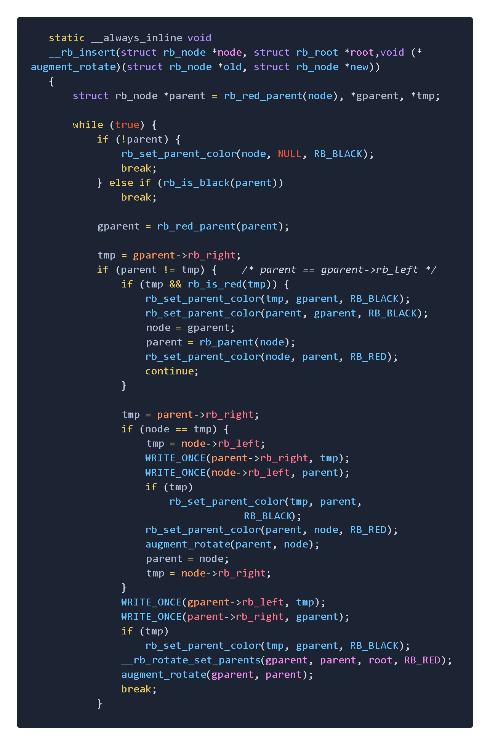 static __always_inline void
__rb_insert(struct rb_node *node, struct rb_root *root,void (*
augment_rotate)(struct rb_node *old, struct rb_node *new))
{
struct rb_node *parent = rb_red_parent(node), *gparent, *tmp;
while (true) {
if (!parent) {
rb_set_parent_color(node, NULL, RB_BLACK);
break;
} else if (rb_is_black(parent))
break;
gparent = rb_red_parent(parent);
tmp = gparent->rb_right;
if (parent != tmp) { /* parent == gparent->rb_left */
if (tmp && rb_is_red(tmp)) {
rb_set_parent_color(tmp, gparent, RB_BLACK);
rb_set_parent_color(parent, gparent, RB_BLACK);
node = gparent;
parent = rb_parent(node);
rb_set_parent_color(node, parent, RB_RED);
continue;
}
tmp = parent->rb_right;
if (node == tmp) {
tmp = node->rb_left;
WRITE_ONCE(parent->rb_right, tmp);
WRITE_ONCE(node->rb_left, parent);
if (tmp)
rb_set_parent_color(tmp, parent,
RB_BLACK);
rb_set_parent_color(parent, node, RB_RED);
augment_rotate(parent, node);
parent = node;
tmp = node->rb_right;
}
WRITE_ONCE(gparent->rb_left, tmp);
WRITE_ONCE(parent->rb_right, gparent);
if (tmp)
rb_set_parent_color(tmp, gparent, RB_BLACK);
__rb_rotate_set_parents(gparent, parent, root, RB_RED);
augment_rotate(gparent, parent);
break;
}